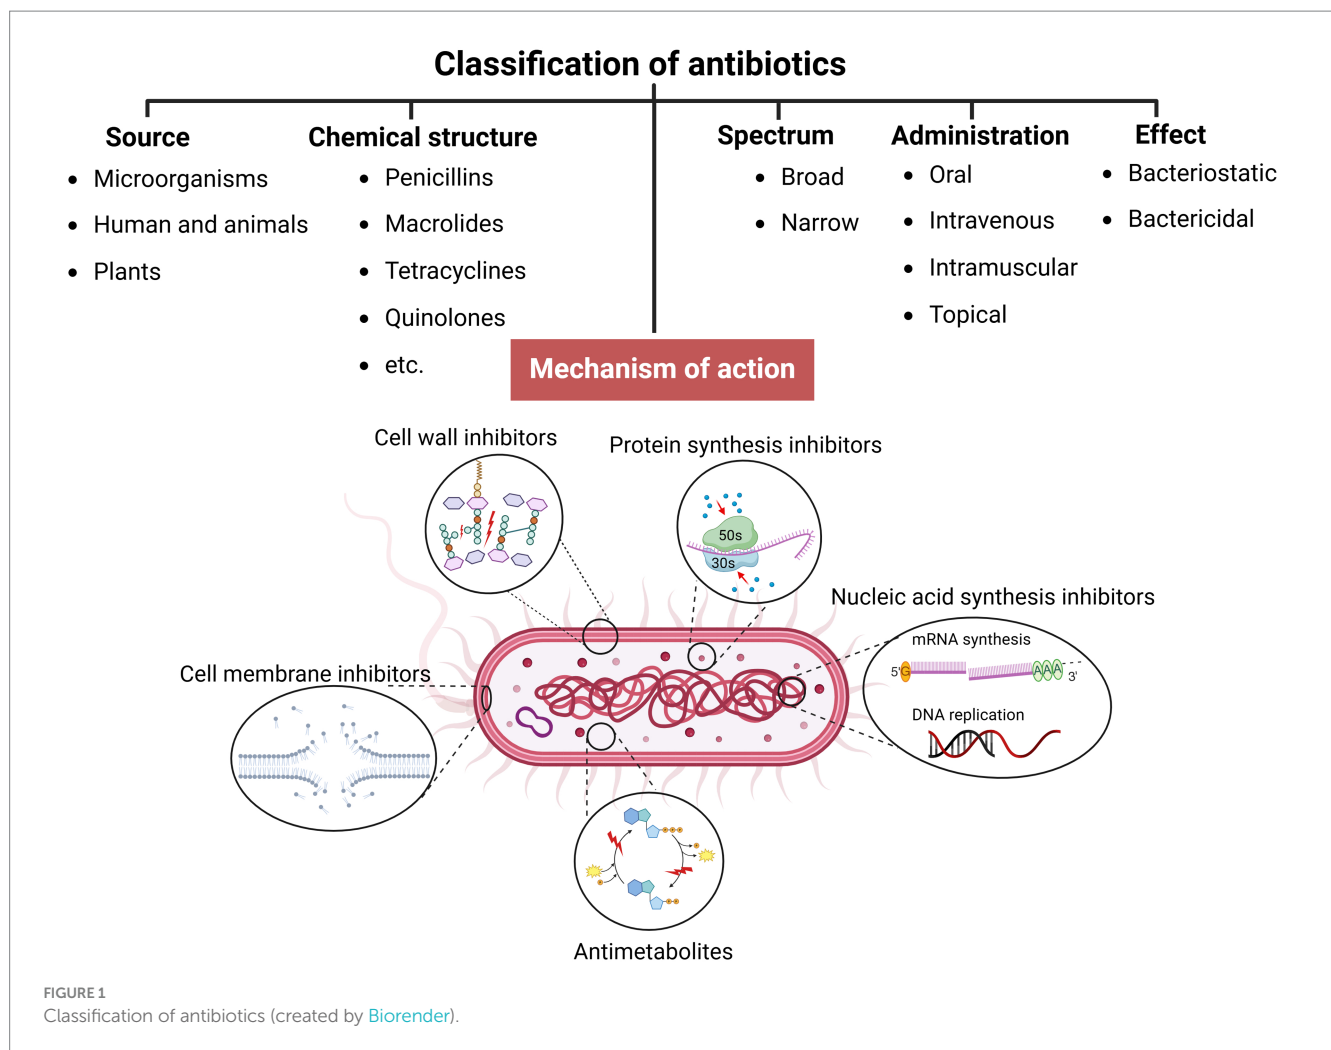 Classification of antibiotics
Source
• Microorganisms
• Human and animals
• Plants
Chemical structure
• Penicillins
• Macrolides
• Tetracyclines
• Quinolones
• etc.
Spectrum
• Broad
• Narrow
Administration
• Oral
• Intravenous
• Intramuscular
• Topical
Effect
• Bacteriostatic
• Bactericidal
Mechanism of action
Cell wall inhibitors
Protein synthesis inhibitors
50s
30s
Nucleic acid synthesis inhibitors
mRNA synthesis
5' G AAA 3'
DNA replication
Cell membrane inhibitors
Antimetabolites
FIGURE 1
Classification of antibiotics (created by Biorender).